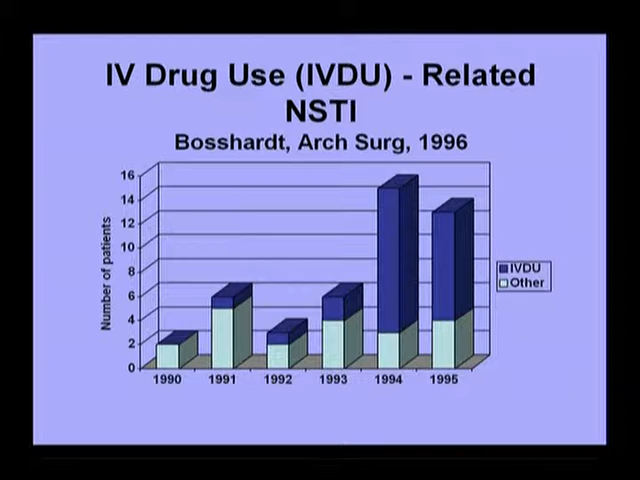 IV Drug Use (IVDU) - Related
NSTI
Bosshardt, Arch Surg, 1996
Number of patients
16
14
12
10
8
6
4
2
0
1990 1991 1992 1993 1994 1995
IVDU
Other